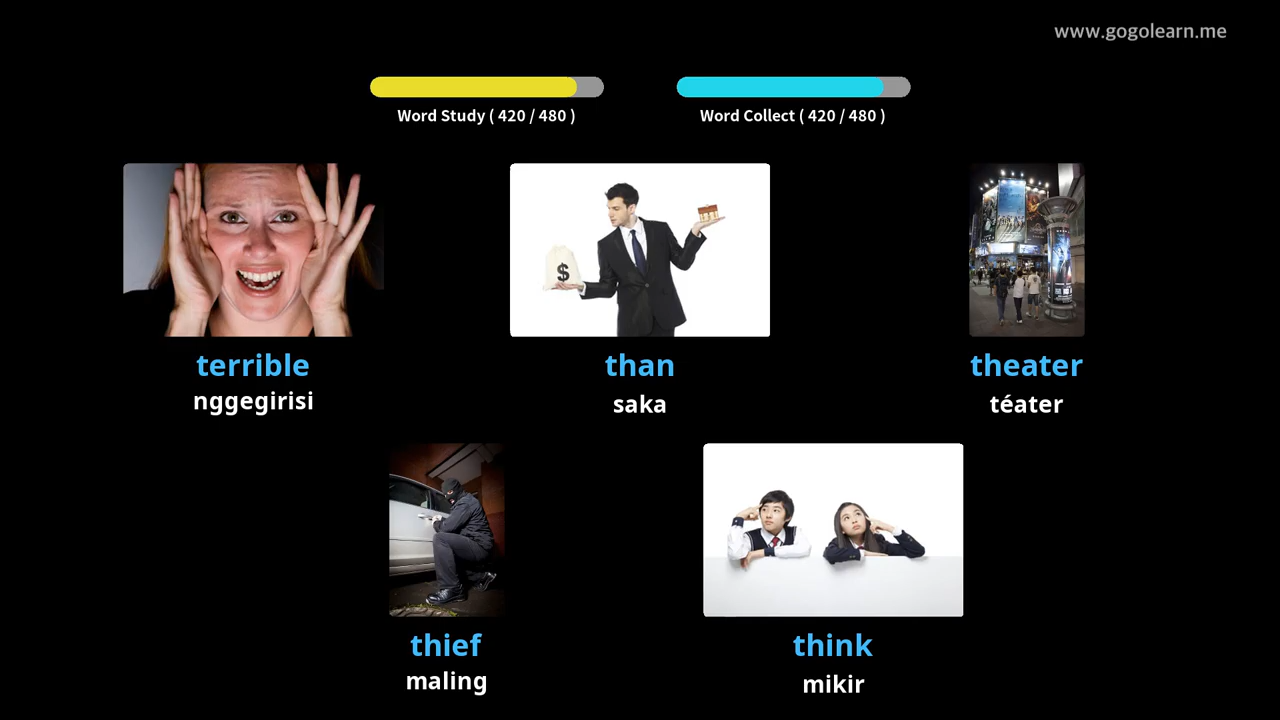 www.gogolearn.me
Word Study ( 420 / 480 )
Word Collect ( 420 / 480 )
$
terrible
nggegirisi
than
saka
theater
téater
thief
maling
think
mikir